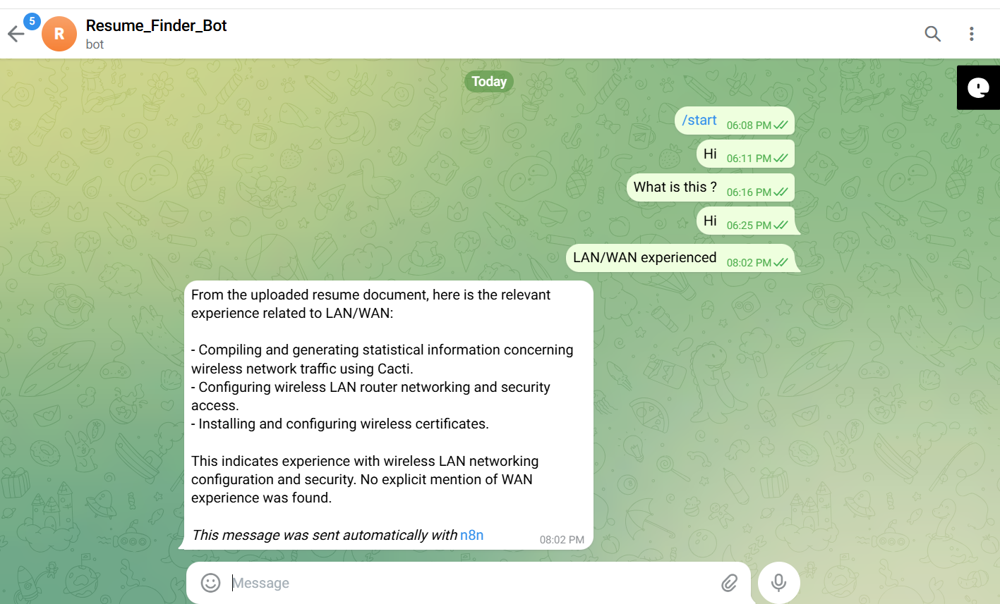 5
R
Resume_Finder_Bot
bot
Today
/start 06:08 PM
Hi 06:11 PM
What is this ? 06:16 PM
Hi 06:25 PM
LAN/WAN experienced 08:02 PM
From the uploaded resume document, here is the relevant
experience related to LAN/WAN:
- Compiling and generating statistical information concerning
wireless network traffic using Cacti.
- Configuring wireless LAN router networking and security
access.
- Installing and configuring wireless certificates.
This indicates experience with wireless LAN networking
configuration and security. No explicit mention of WAN
experience was found.
This message was sent automatically with n8n
08:02 PM
Message